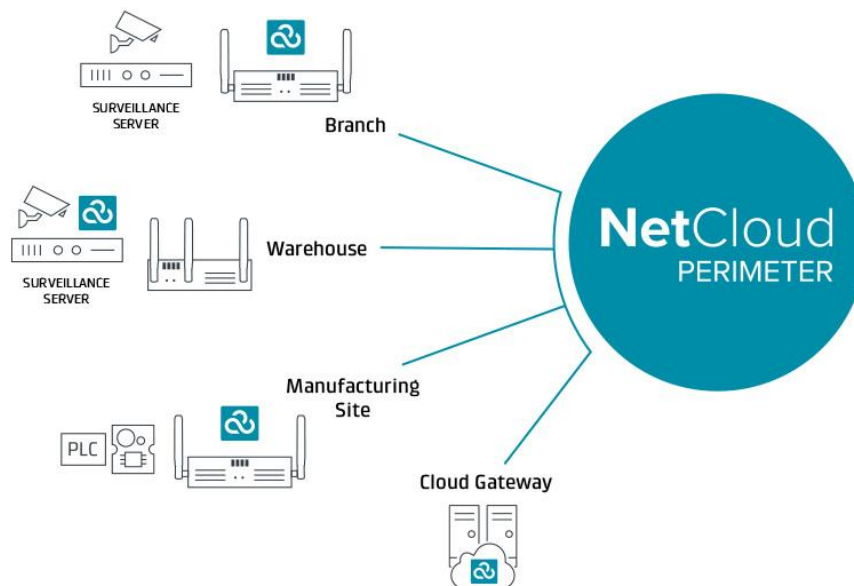 SURVEILLANCE
SERVER
Branch
NetCloud
PERIMETER
Warehouse
SURVEILLANCE
SERVER
Manufacturing
Site
PLC
Cloud Gateway